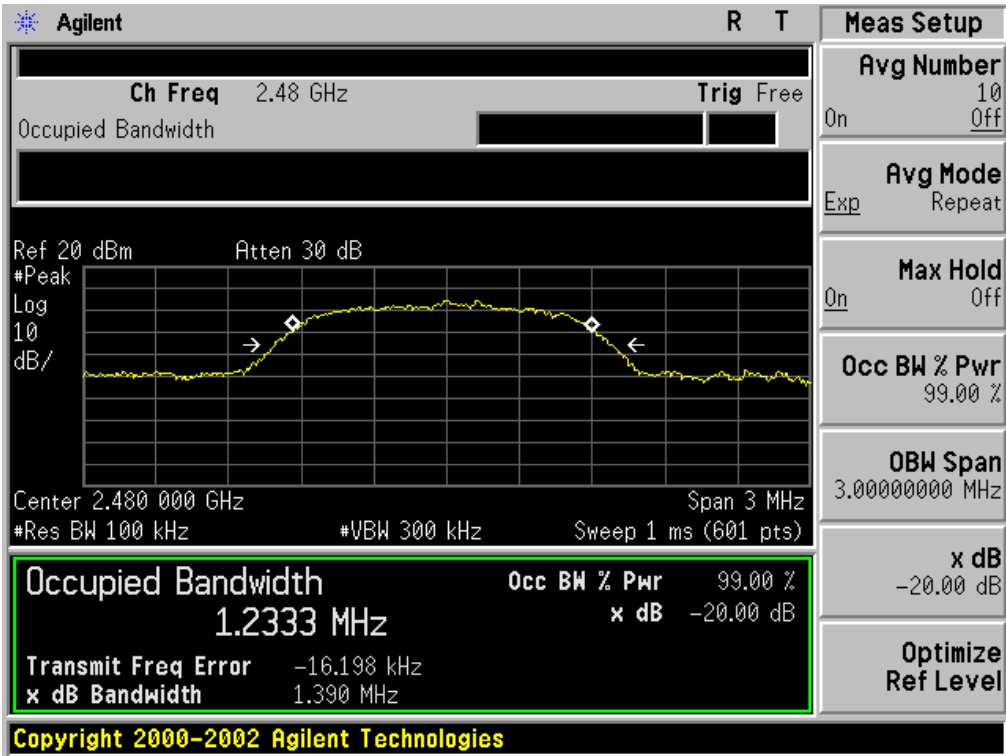 Agilent R T
Ch Freq 2.48 GHz Trig Free
Occupied Bandwidth
Ref 20 dBm Atten 30 dB
#Peak
Log
10
dB/
Center 2.480 000 GHz Span 3 MHz
#Res BW 100 kHz #VBW 300 kHz Sweep 1 ms (601 pts)
Occupied Bandwidth Occ BW % Pwr 99.00 %
1.2333 MHz x dB -20.00 dB
Transmit Freq Error -16.198 kHz
x dB Bandwidth 1.390 MHz
Copyright 2000-2002 Agilent Technologies
Meas Setup
Avg Number
10
On Off
Avg Mode
Exp Repeat
Max Hold
On Off
Occ BW % Pwr
99.00 %
OBW Span
3.00000000 MHz
x dB
-20.00 dB
Optimize
Ref Level